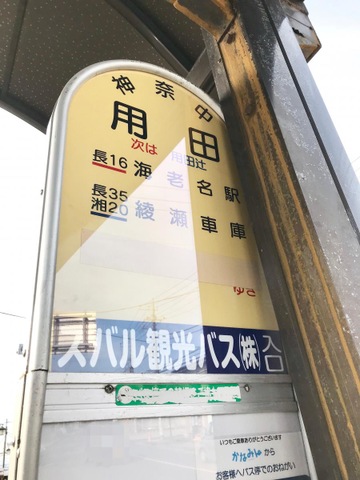 神奈中
用田
次は 用田辻
長16 海老名駅
長35
湘20 綾瀬車庫
ゆき
スバル観光バス(株)
いつもご乗車ありがとうございます
かなみんから
お客様へバス停でのおねがい